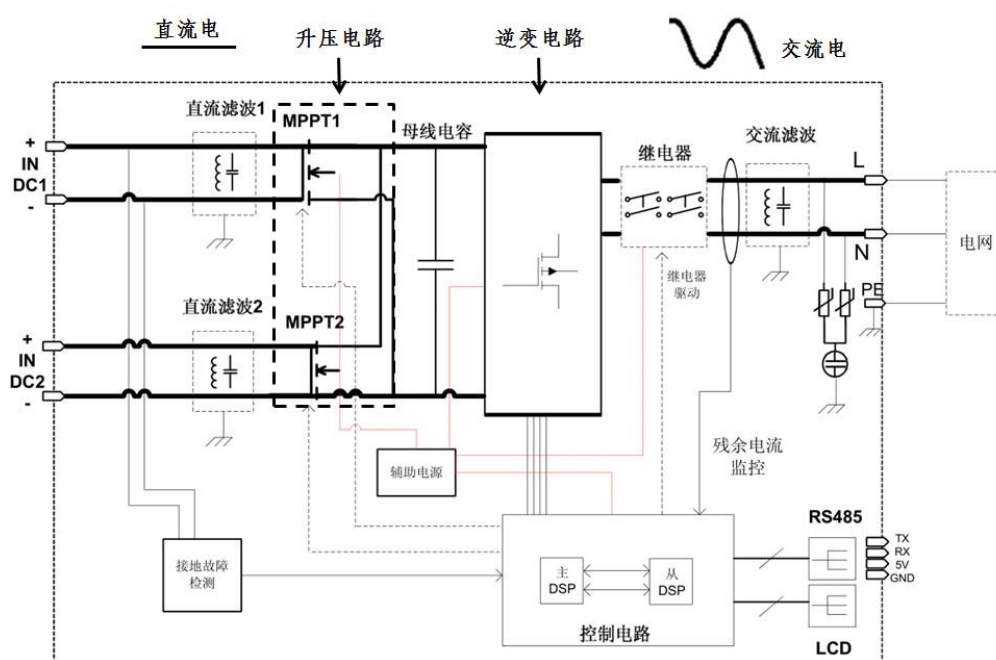 直流电
升压电路
逆变电路
交流电
直流滤波1
MPPT1
母线电容
继电器
交流滤波
+
IN
DC1
-
L
N
电网
PE
继电器
驱动
直流滤波2
MPPT2
+
IN
DC2
-
辅助电源
残余电流
监控
接地故障
检测
主
DSP
从
DSP
控制电路
RS485
TX
RX
5V
GND
LCD